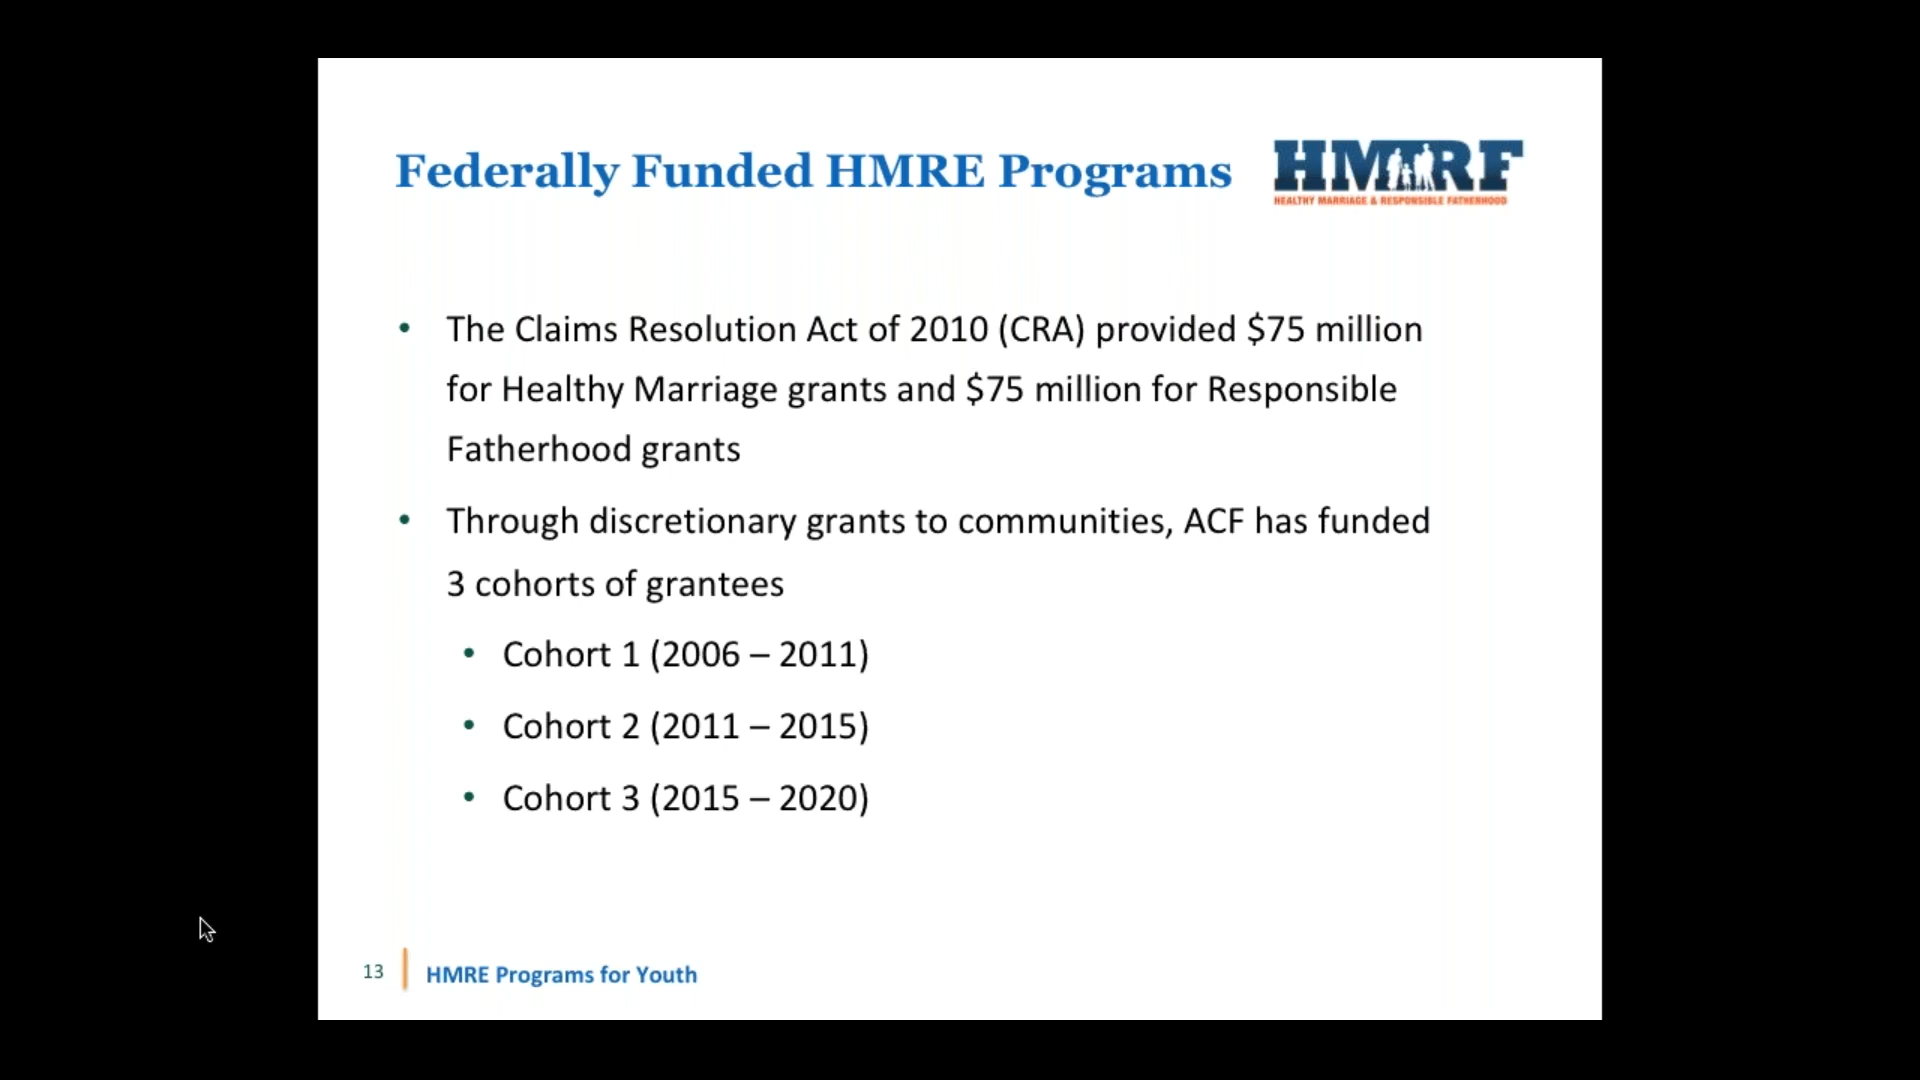 Federally Funded HMRE Programs
HMRF
HEALTHY MARRIAGE & RESPONSIBLE FATHERHOOD
• The Claims Resolution Act of 2010 (CRA) provided $75 million
for Healthy Marriage grants and $75 million for Responsible
Fatherhood grants
• Through discretionary grants to communities, ACF has funded
3 cohorts of grantees
• Cohort 1 (2006 – 2011)
• Cohort 2 (2011 – 2015)
• Cohort 3 (2015 – 2020)
13
HMRE Programs for Youth